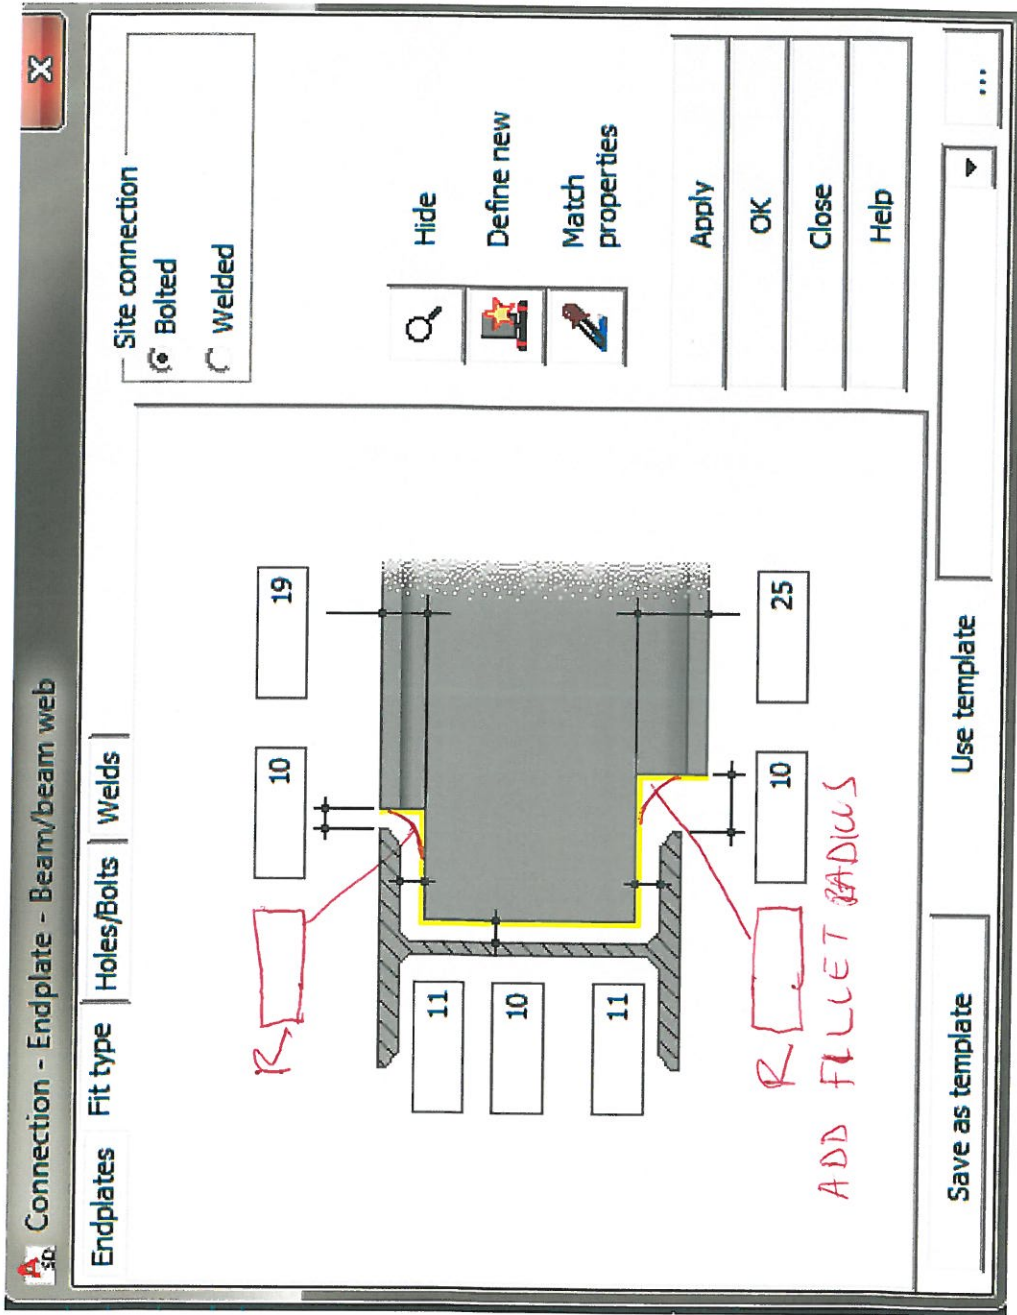 A SD Connection - Endplate - Beam/beam web X
Endplates Fit type Holes/Bolts Welds
Site connection
Bolted
Welded
Hide
Define new
Match
properties
Apply
OK
Close
Help
10 19
R
11
10
11
R 10 25
ADD FILLET RADIUS
Save as template Use template ...